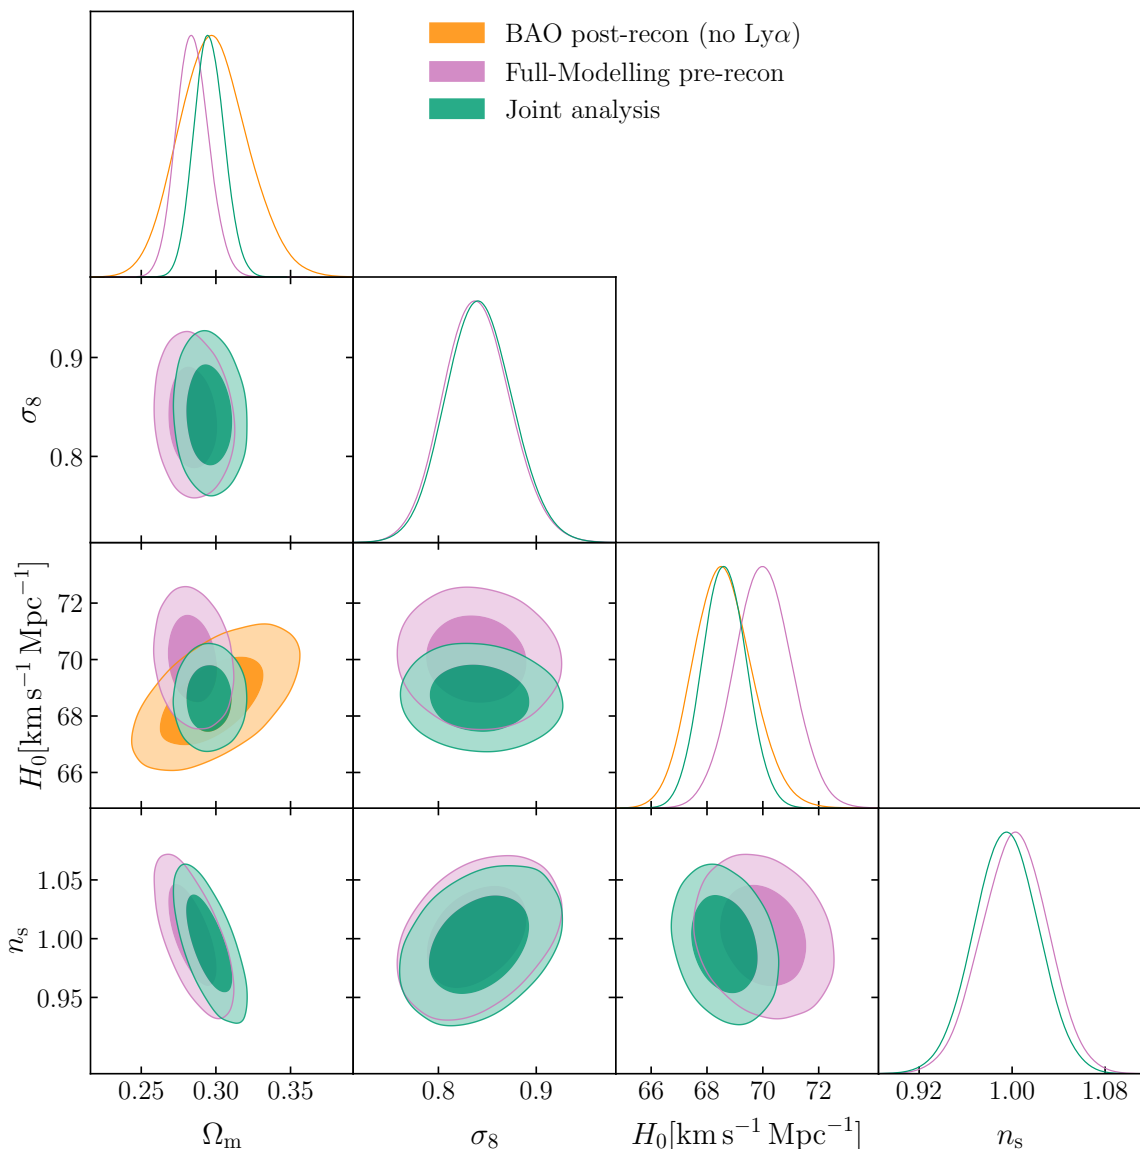 BAO post-recon (no Lyα)
Full-Modelling pre-recon
Joint analysis
0.9
0.8
σ₈
72
70
68
66
H₀[km s⁻¹ Mpc⁻¹]
1.05
1.00
0.95
nₛ
0.25 0.30 0.35
0.8 0.9
66 68 70 72
0.92 1.00 1.08
Ωₘ
σ₈
H₀[km s⁻¹ Mpc⁻¹]
nₛ